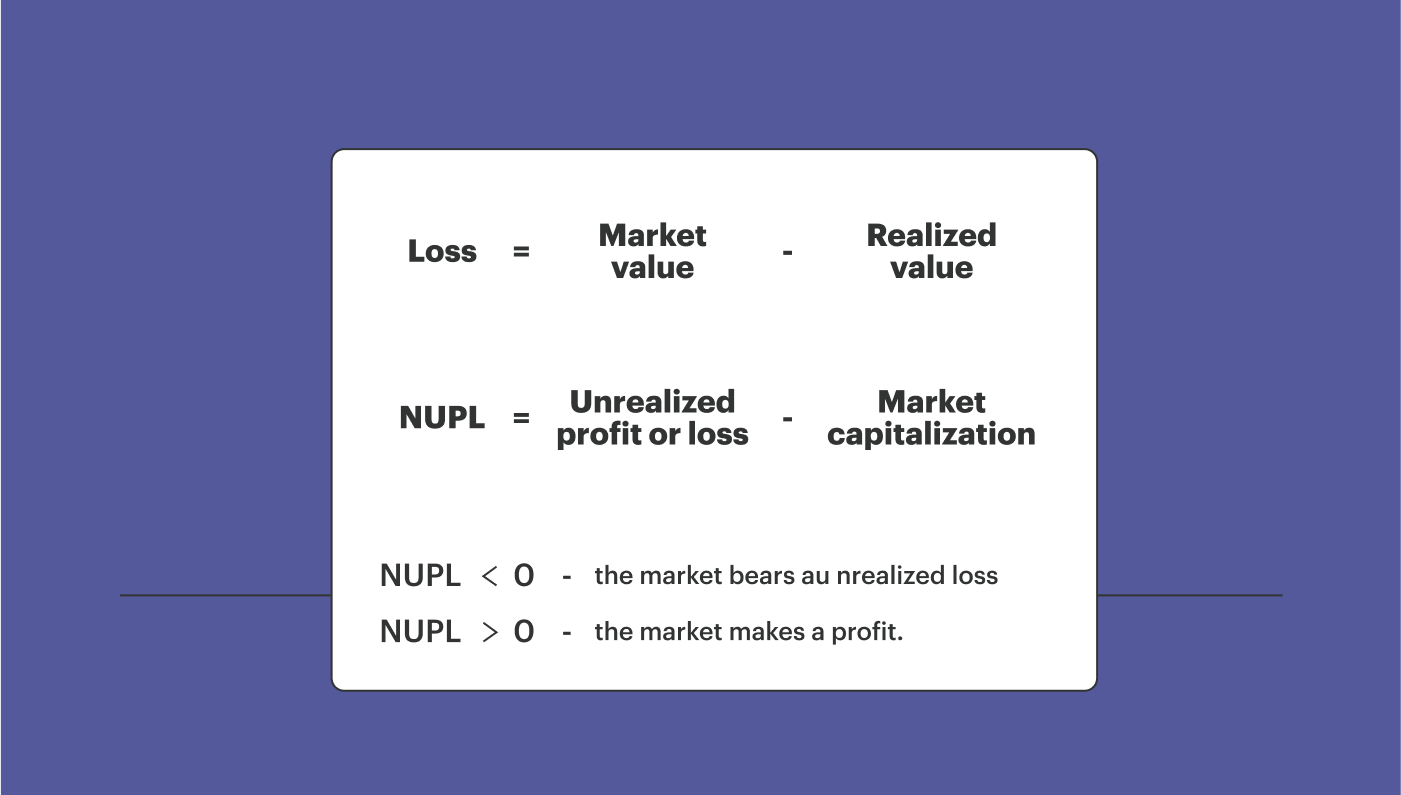 Loss = Market value - Realized value
NUPL = Unrealized profit or loss - Market capitalization
NUPL < 0 - the market bears au nrealized loss
NUPL > 0 - the market makes a profit.